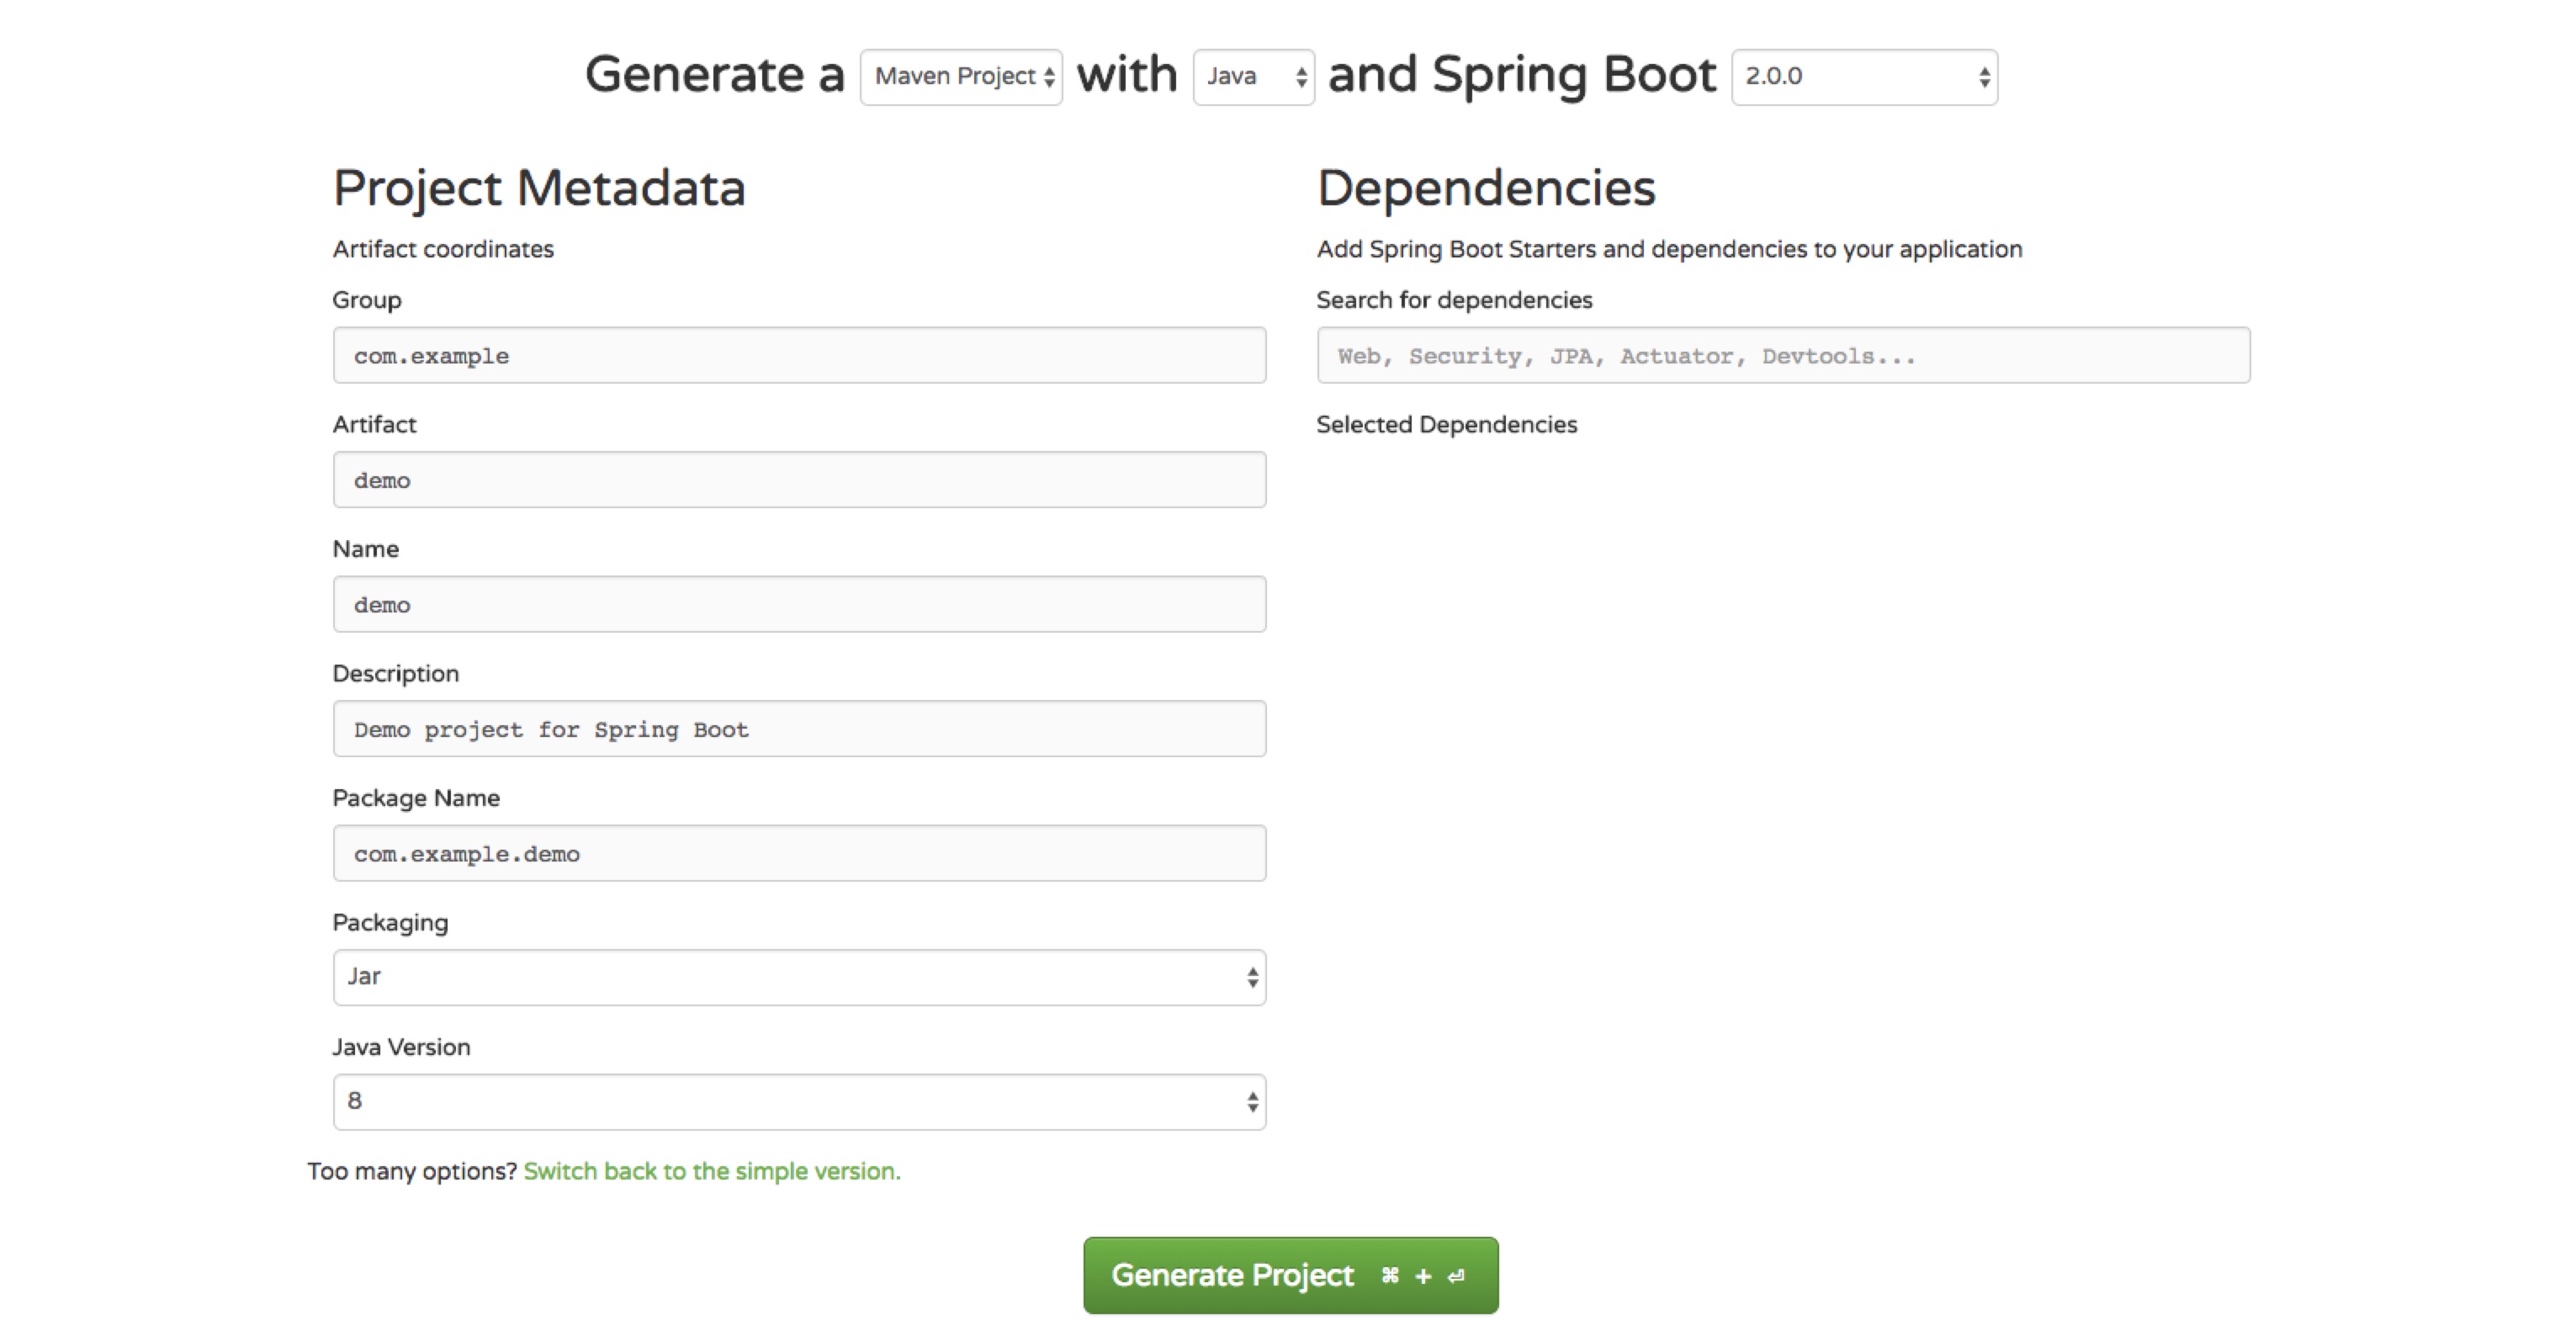 Generate a Maven Project with Java and Spring Boot 2.0.0
Project Metadata
Artifact coordinates
Group
com.example
Artifact
demo
Name
demo
Description
Demo project for Spring Boot
Package Name
com.example.demo
Packaging
Jar
Java Version
8
Too many options? Switch back to the simple version.
Dependencies
Add Spring Boot Starters and dependencies to your application
Search for dependencies
Web, Security, JPA, Actuator, Devtools...
Selected Dependencies
Generate Project ⌘ + ⏎